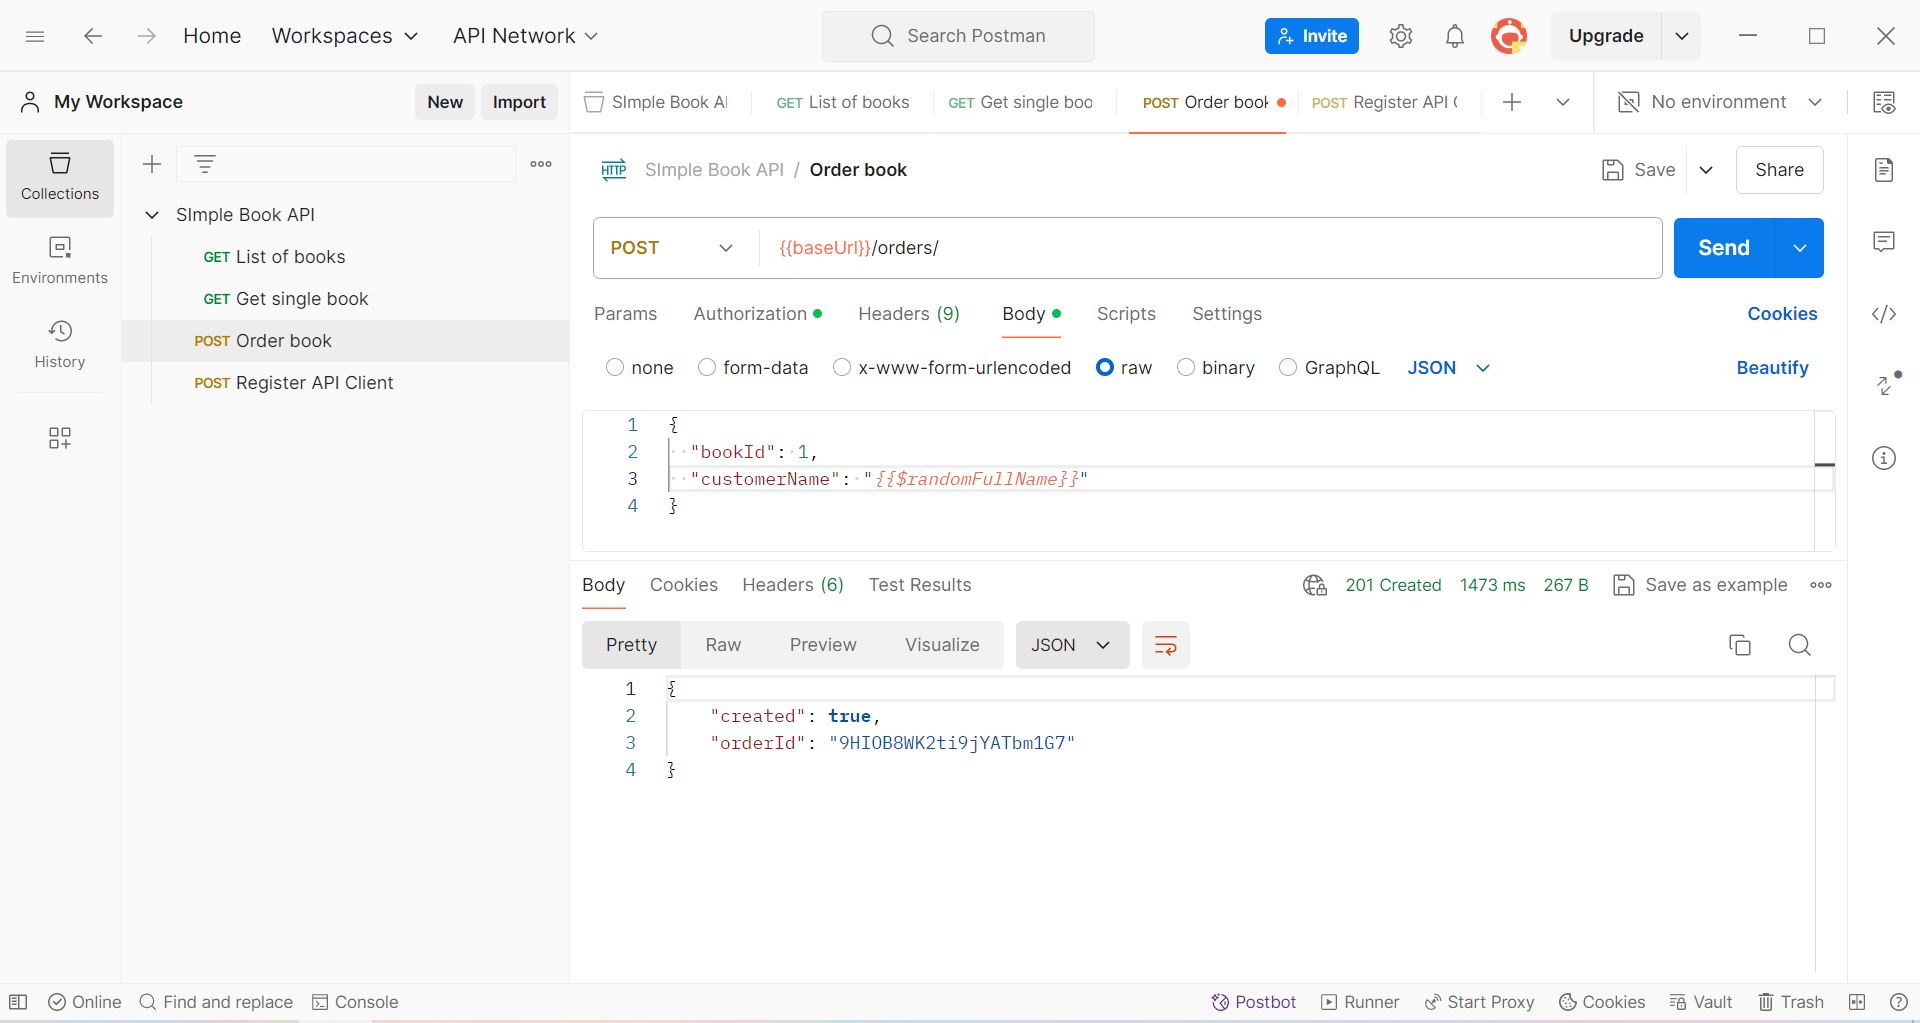 Home Workspaces API Network Search Postman Invite Upgrade
My Workspace New Import SImple Book AI GET List of books GET Get single boo POST Order book POST Register API C No environment
Collections
Environments
History
SImple Book API
GET List of books
GET Get single book
POST Order book
POST Register API Client
HTTP SImple Book API / Order book Save Share
POST {{baseUrl}}/orders/ Send
Params Authorization Headers (9) Body Scripts Settings Cookies
none form-data x-www-form-urlencoded raw binary GraphQL JSON Beautify
1 {
2 "bookId": 1,
3 "customerName": "{{$randomFullName}}"
4 }
Body Cookies Headers (6) Test Results 201 Created 1473 ms 267 B Save as example
Pretty Raw Preview Visualize JSON
1 {
2 "created": true,
3 "orderId": "9HIOB8WK2ti9jYATbm1G7"
4 }
Online Find and replace Console Postbot Runner Start Proxy Cookies Vault Trash